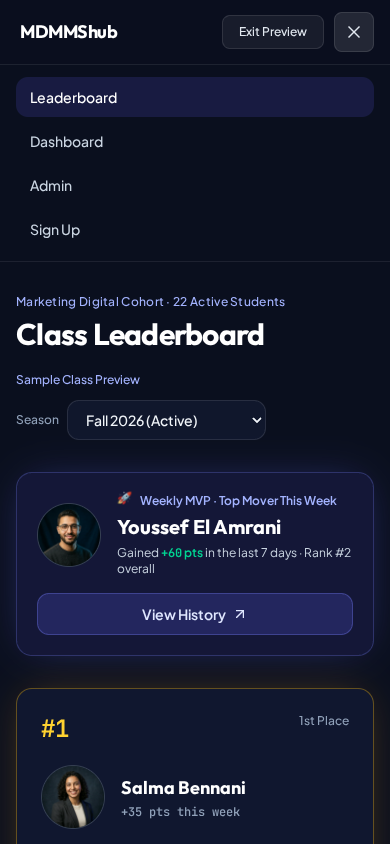 MDMMShub
Exit Preview
Leaderboard
Dashboard
Admin
Sign Up
Marketing Digital Cohort · 22 Active Students
Class Leaderboard
Sample Class Preview
Season
Fall 2026 (Active)
🚀 Weekly MVP · Top Mover This Week
Youssef El Amrani
Gained +60 pts in the last 7 days · Rank #2
overall
View History ↗
#1
1st Place
Salma Bennani
+35 pts this week